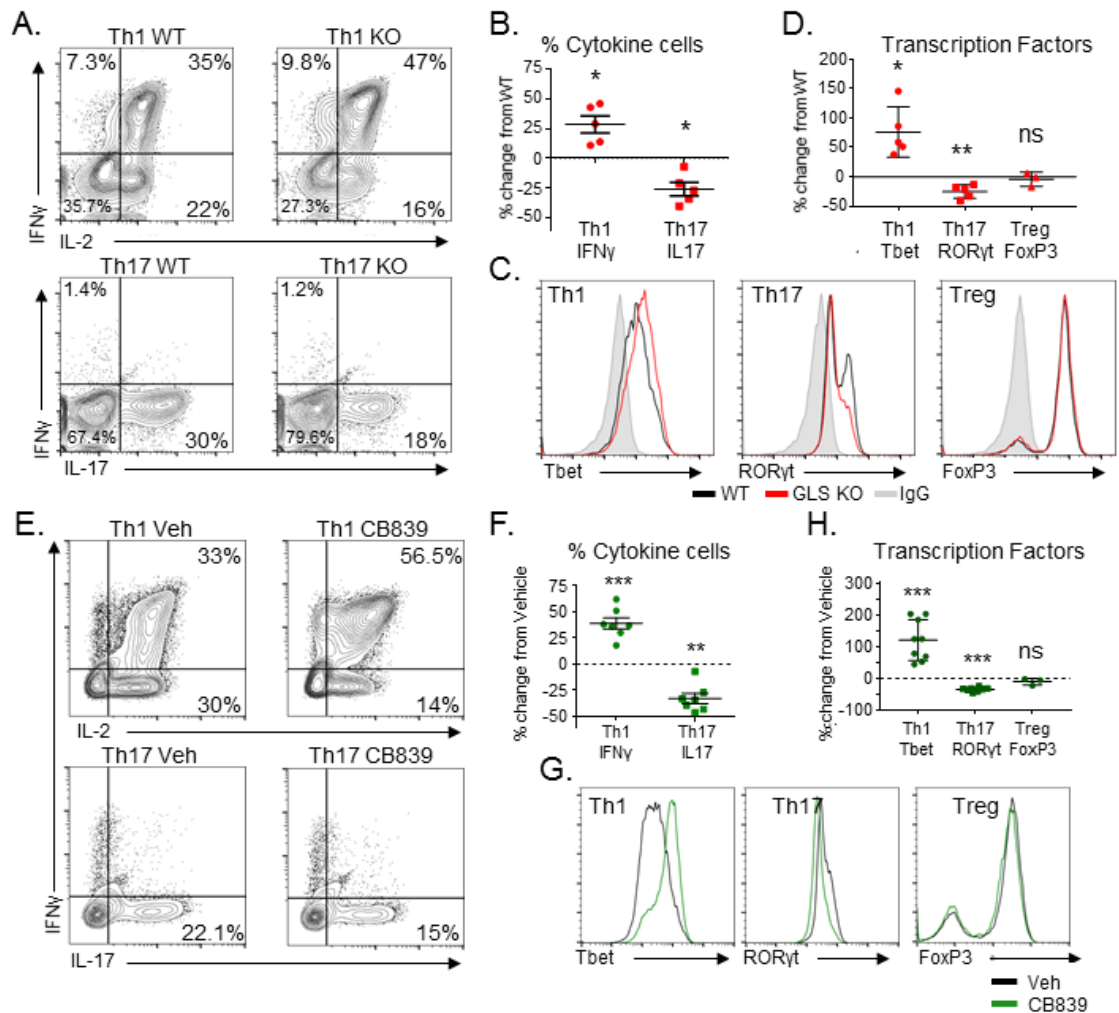 A.
Th1 WT
Th1 KO
7.3%
35%
9.8%
47%
35.7%
22%
27.3%
16%
IFNγ
IL-2
Th17 WT
Th17 KO
1.4%
1.2%
67.4%
30%
79.6%
18%
IFNγ
IL-17
B.
% Cytokine cells
% change from WT
75
50
25
0
-25
-50
*
*
Th1
IFNγ
Th17
IL17
D.
Transcription Factors
% change from WT
200
150
100
50
0
-50
*
**
ns
Th1
Tbet
Th17
RORγt
Treg
FoxP3
C.
Th1
Th17
Treg
Tbet
RORγt
FoxP3
WT
GLS KO
IgG
E.
Th1 Veh
Th1 CB839
33%
56.5%
30%
14%
IL-2
Th17 Veh
Th17 CB839
22.1%
15%
IFNγ
IL-17
F.
% Cytokine cells
% change from Vehicle
75
50
25
0
-25
-50
***
**
Th1
IFNγ
Th17
IL17
H.
Transcription Factors
% change from Vehicle
300
200
100
0
-100
***
***
ns
Th1
Tbet
Th17
RORγt
Treg
FoxP3
G.
Th1
Th17
Treg
Tbet
RORγt
FoxP3
Veh
CB839